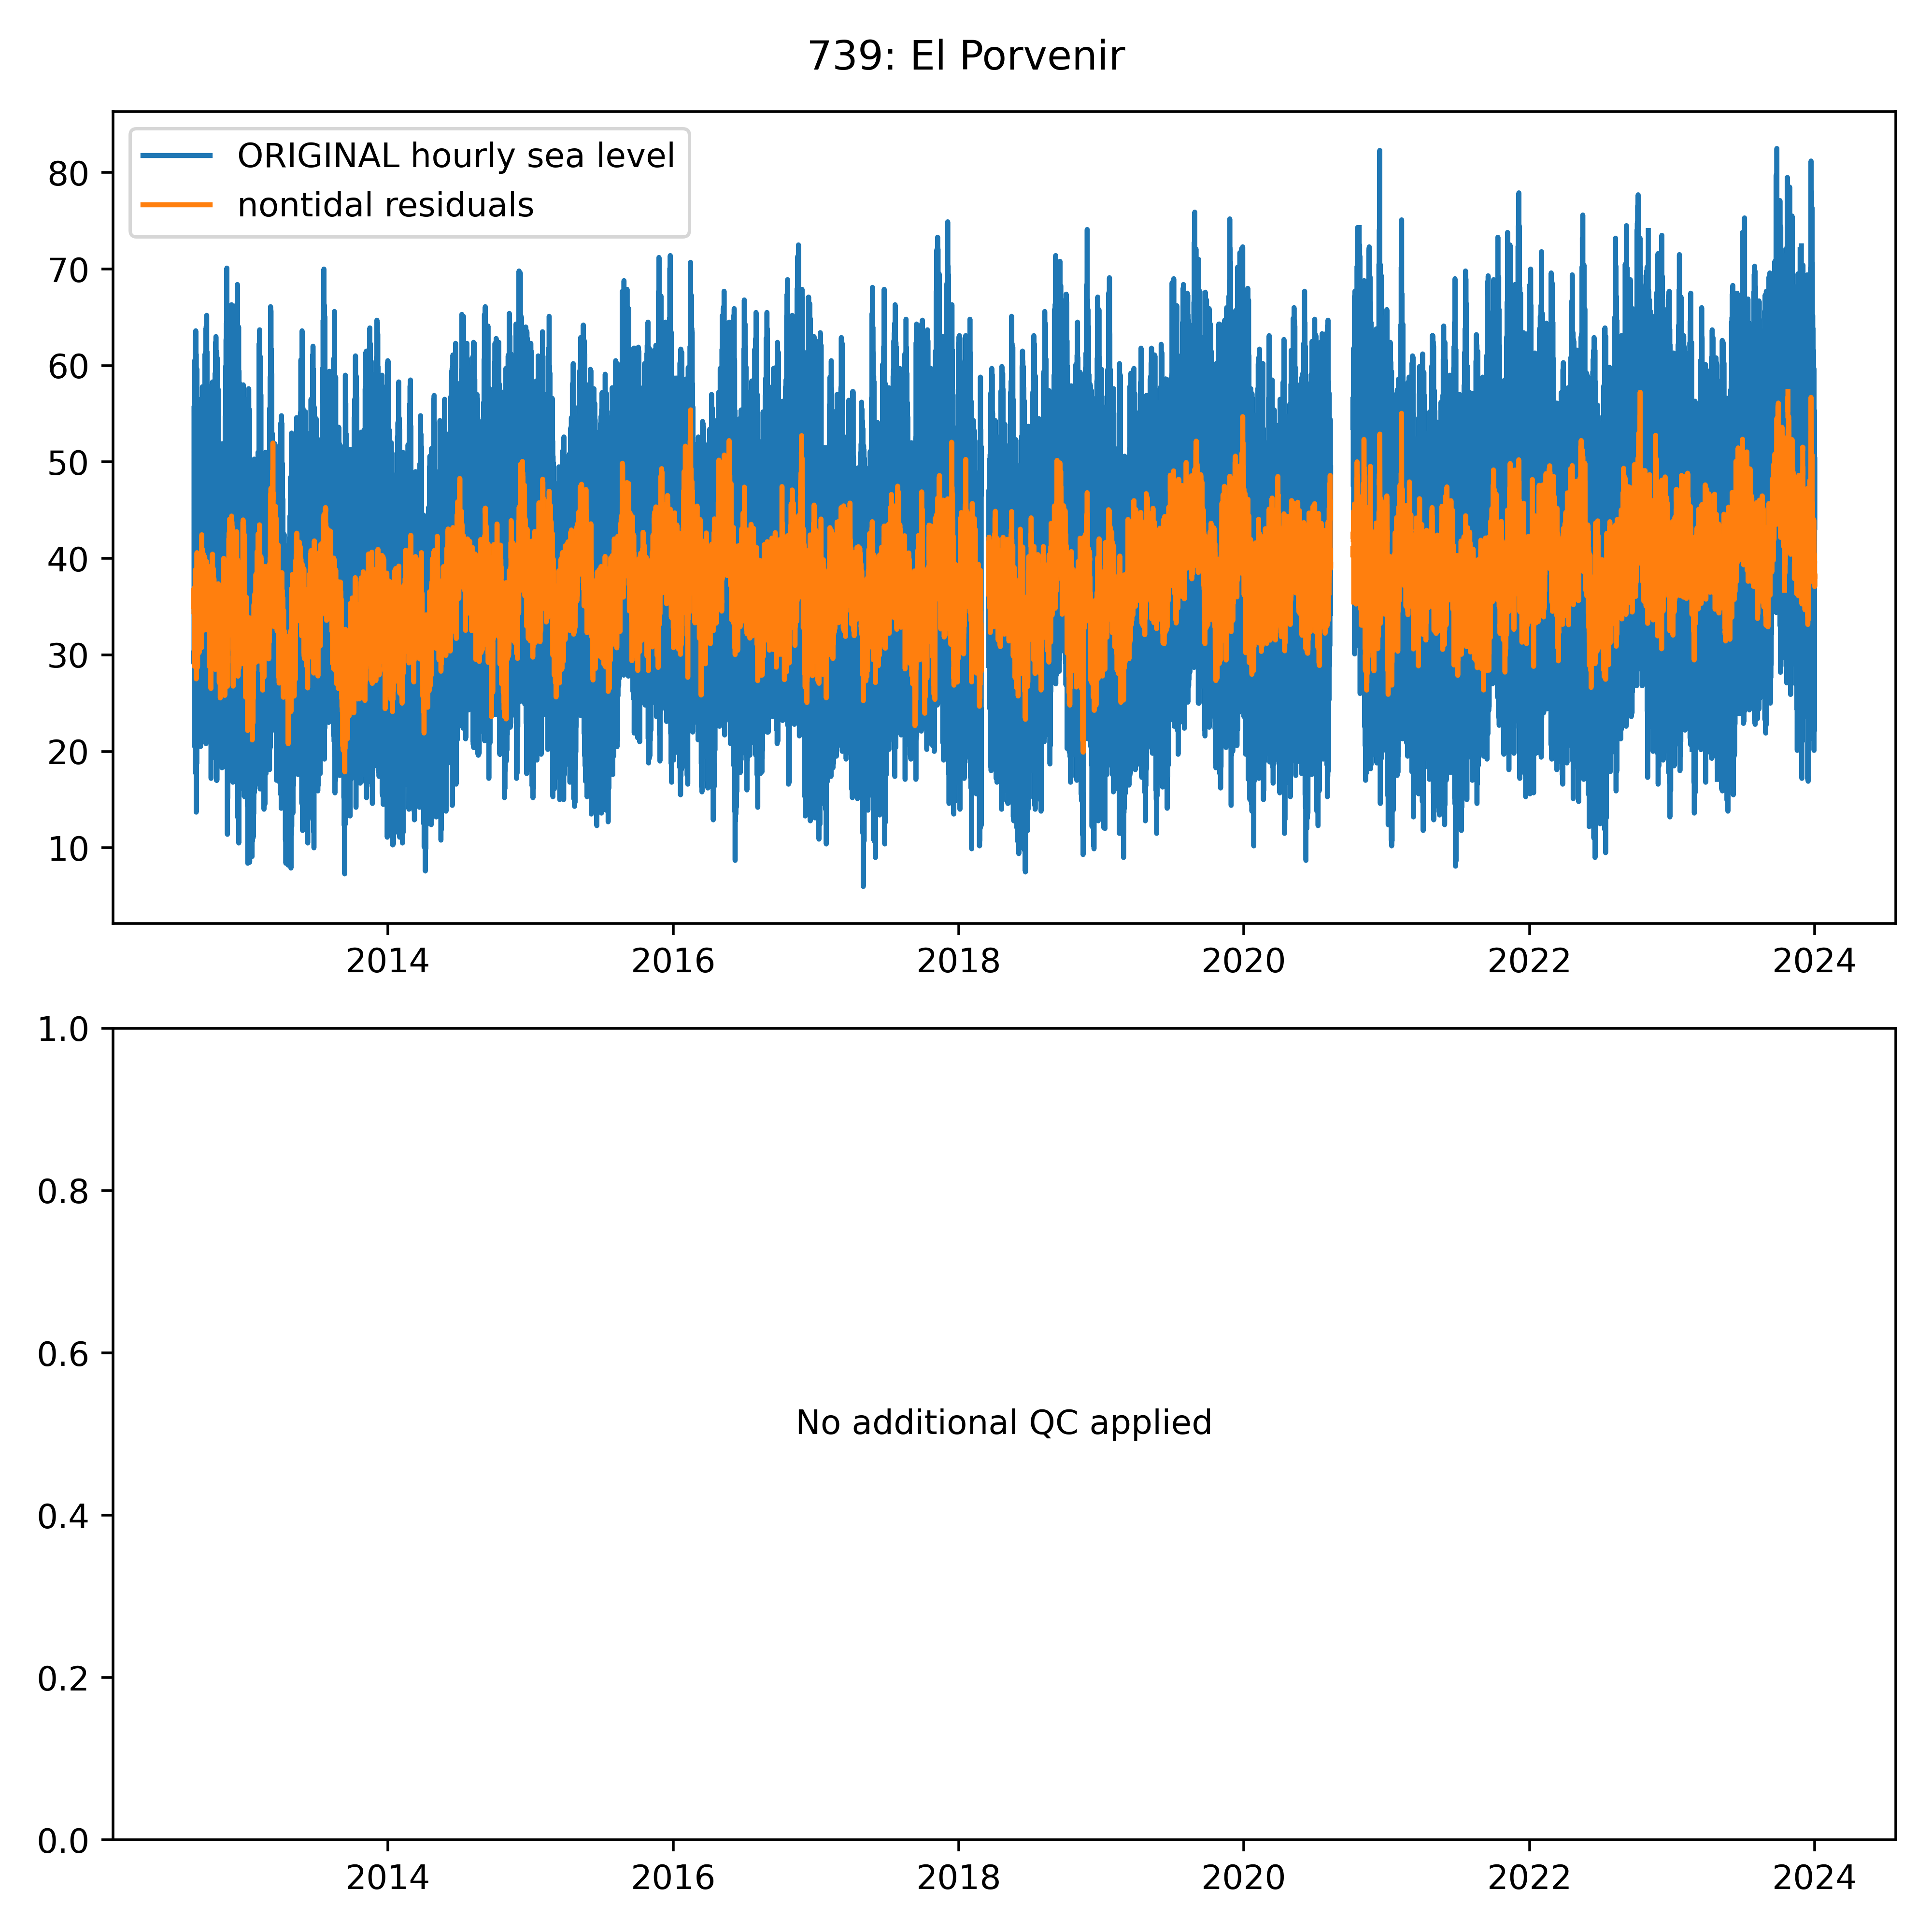 739: El Porvenir
ORIGINAL hourly sea level
nontidal residuals
80
70
60
50
40
30
20
10
2014 2016 2018 2020 2022 2024
1.0
0.8
0.6
No additional QC applied
0.4
0.2
0.0
2014 2016 2018 2020 2022 2024